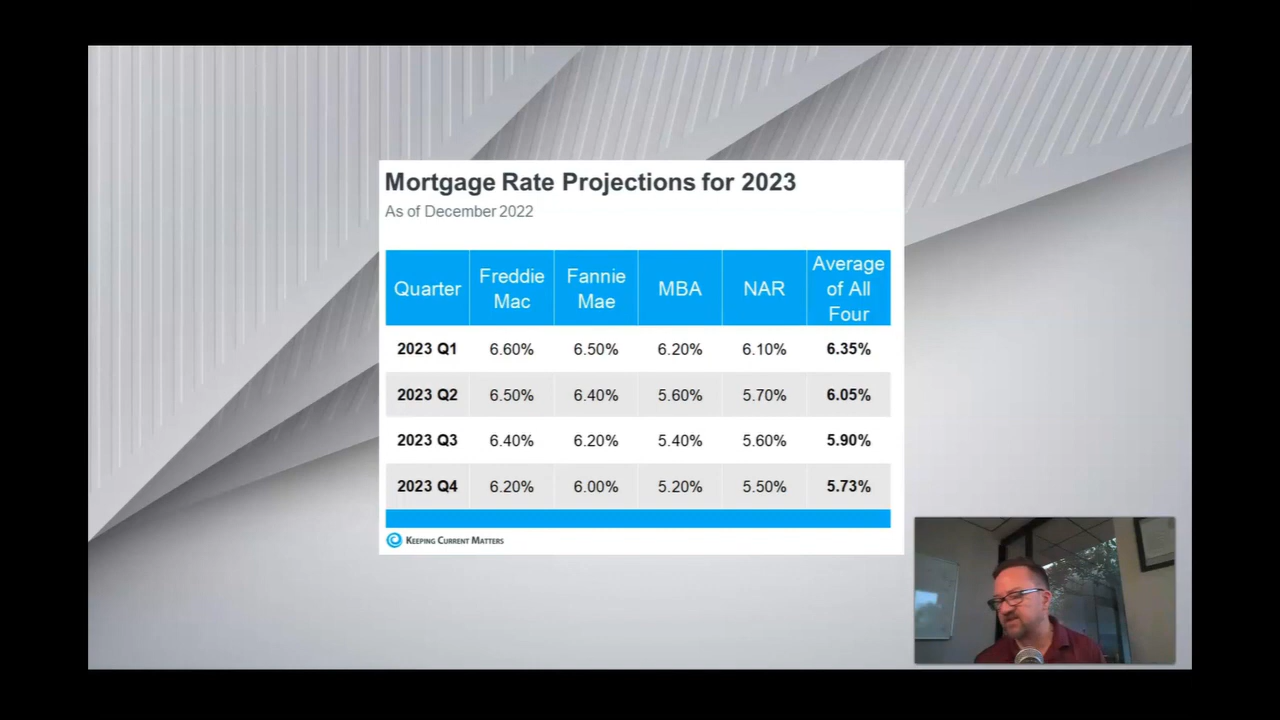 Mortgage Rate Projections for 2023
As of December 2022
Quarter Freddie Mac Fannie Mae MBA NAR Average of All Four
2023 Q1 6.60% 6.50% 6.20% 6.10% 6.35%
2023 Q2 6.50% 6.40% 5.60% 5.70% 6.05%
2023 Q3 6.40% 6.20% 5.40% 5.60% 5.90%
2023 Q4 6.20% 6.00% 5.20% 5.50% 5.73%
KEEPING CURRENT MATTERS